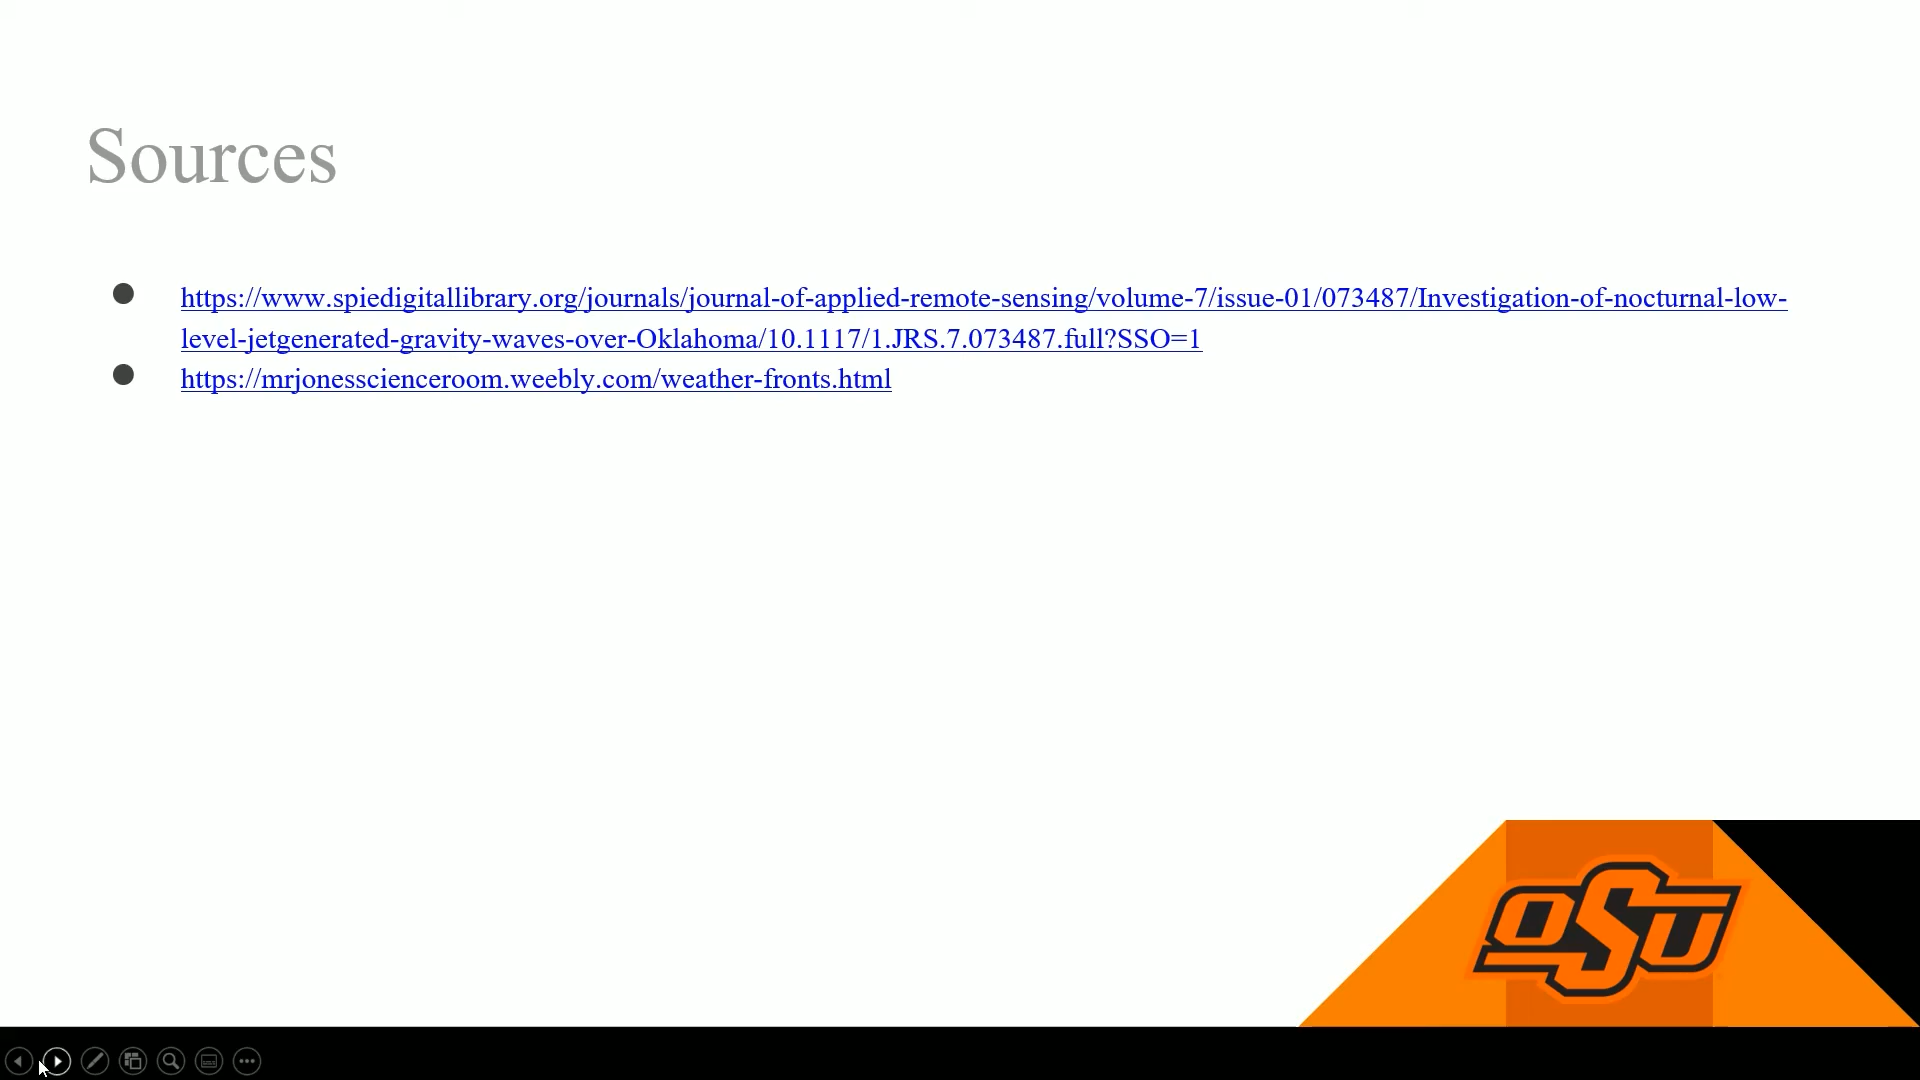 Sources
https://www.spiedigitallibrary.org/journals/journal-of-applied-remote-sensing/volume-7/issue-01/073487/Investigation-of-nocturnal-low-
level-jetgenerated-gravity-waves-over-Oklahoma/10.1117/1.JRS.7.073487.full?SSO=1
https://mrjonesscienceroom.weebly.com/weather-fronts.html
OSU